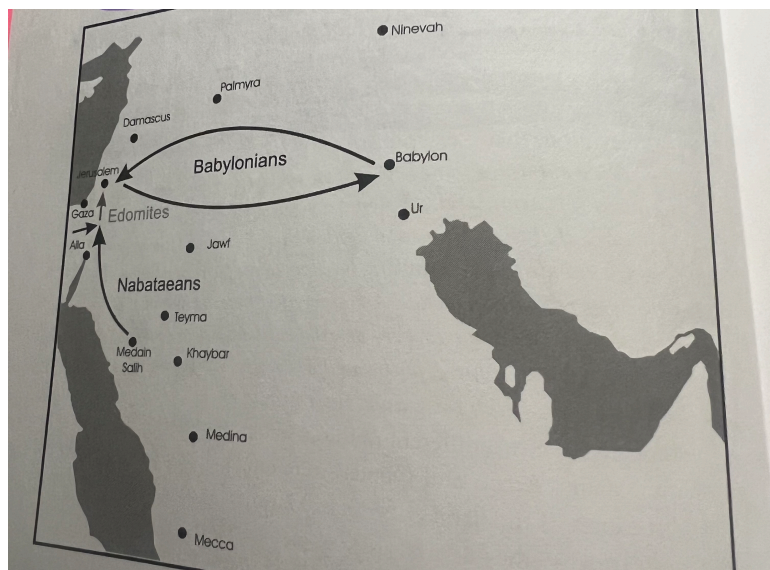 Ninevah
Palmyra
Damascus
Babylonians
Babylon
Jerusalem
Ur
Gaza
Edomites
Aila
Jawf
Nabataeans
Teyma
Medain
Salih
Khaybar
Medina
Mecca